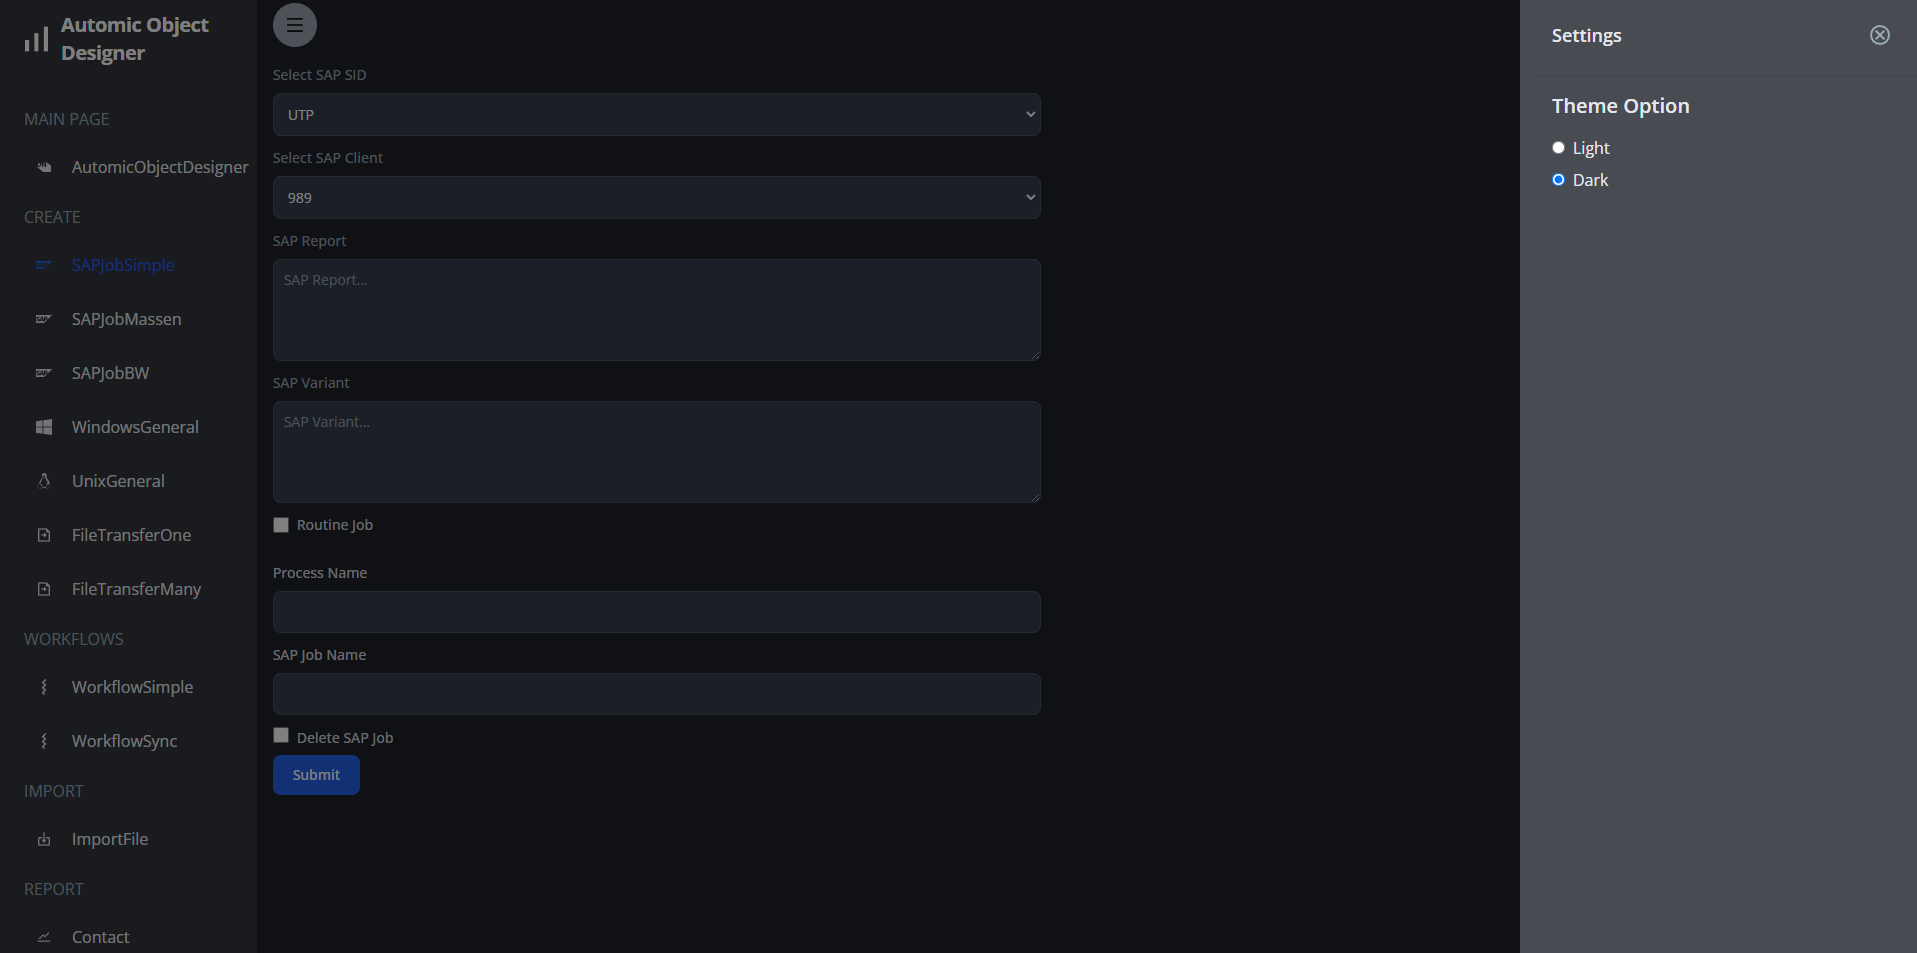 Automic Object
Designer
MAIN PAGE
AutomicObjectDesigner
CREATE
SAPJobSimple
SAPJobMassen
SAPJobBW
WindowsGeneral
UnixGeneral
FileTransferOne
FileTransferMany
WORKFLOWS
WorkflowSimple
WorkflowSync
IMPORT
ImportFile
REPORT
Contact
Select SAP SID
UTP
Select SAP Client
989
SAP Report
SAP Report...
SAP Variant
SAP Variant...
Routine Job
Process Name
SAP Job Name
Delete SAP Job
Submit
Settings
Theme Option
Light
Dark